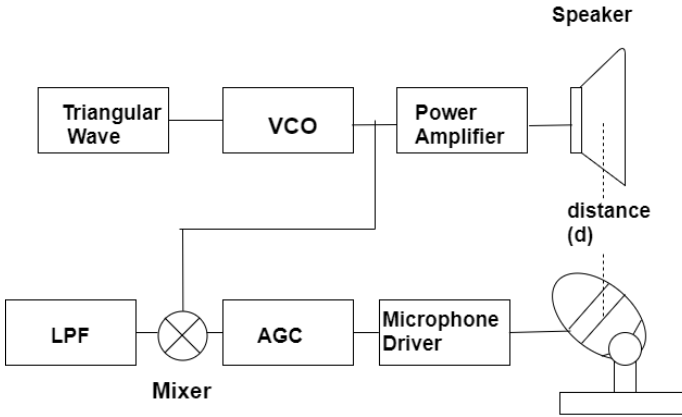 Speaker
Triangular
Wave
VCO
Power
Amplifier
distance
(d)
LPF
AGC
Microphone
Driver
Mixer